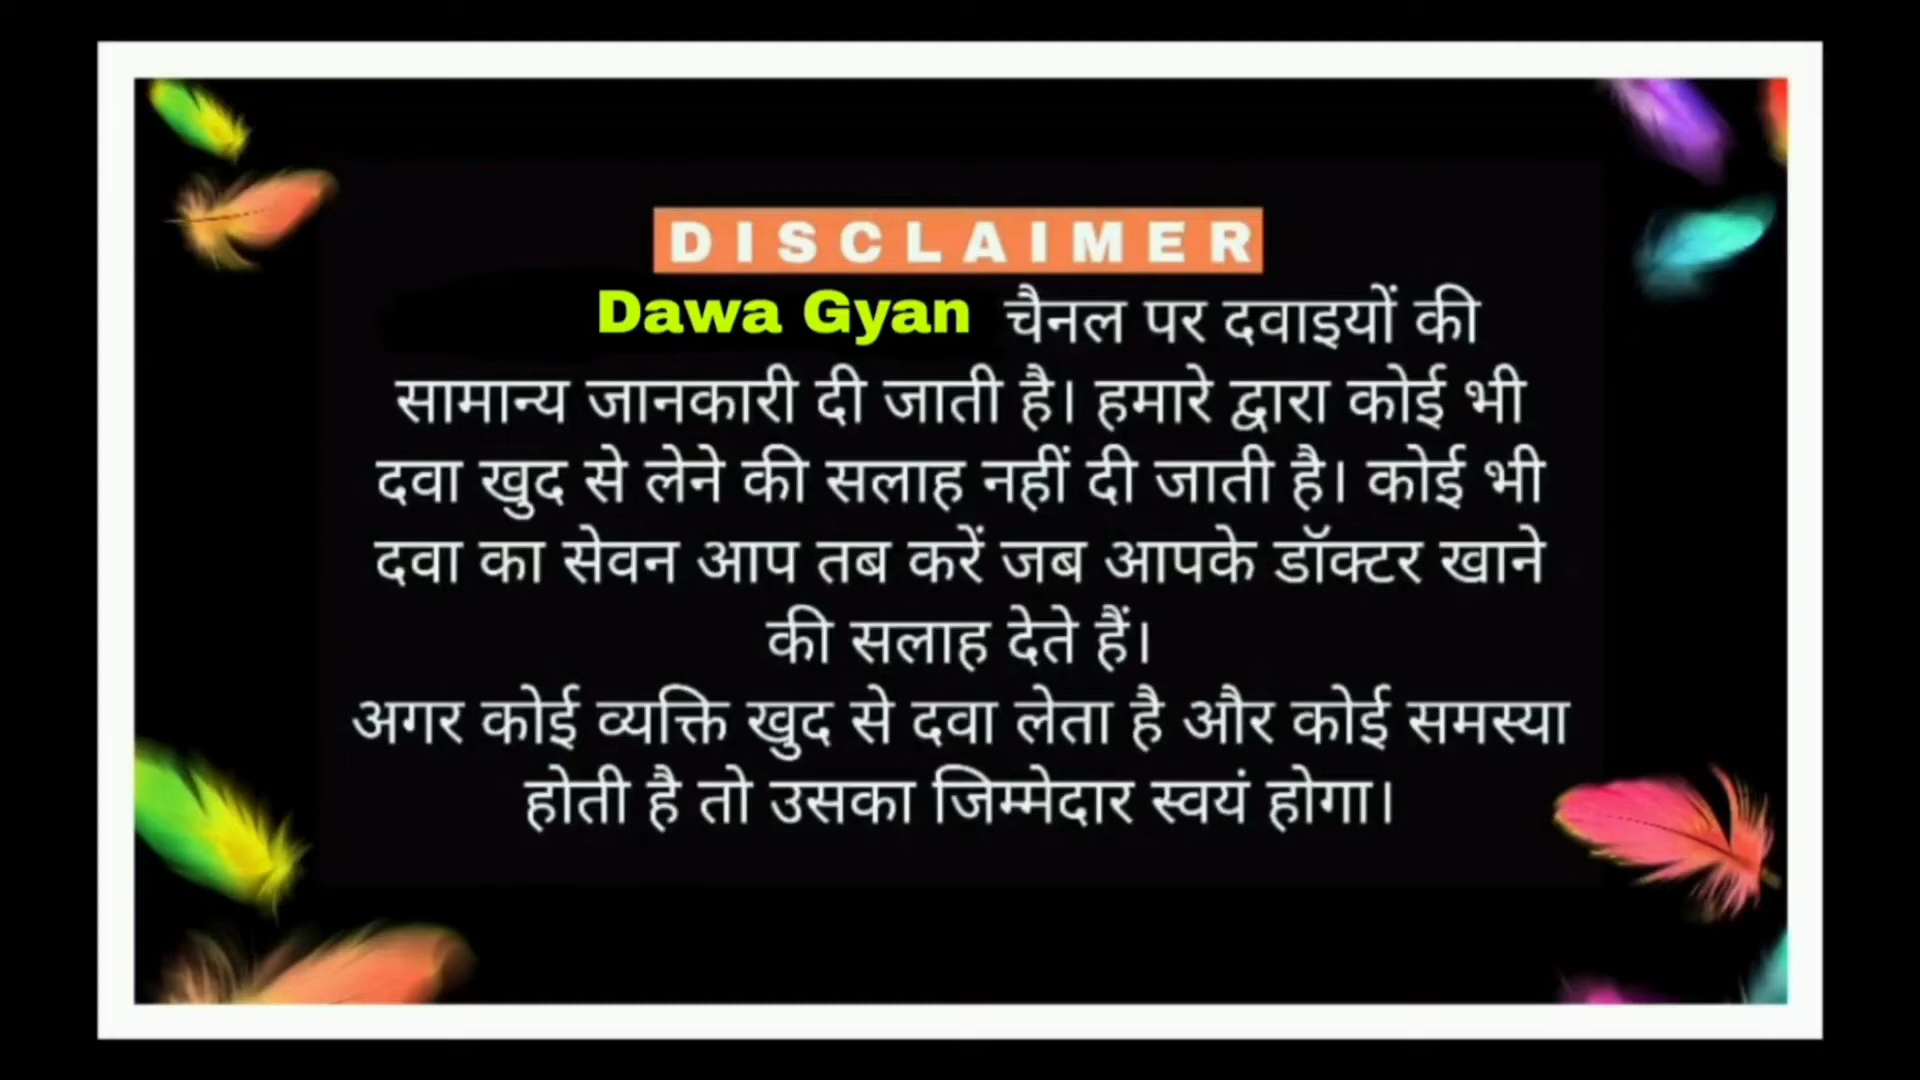 DISCLAIMER
Dawa Gyan चैनल पर दवाइयों की
सामान्य जानकारी दी जाती है। हमारे द्वारा कोई भी
दवा खुद से लेने की सलाह नहीं दी जाती है। कोई भी
दवा का सेवन आप तब करें जब आपके डॉक्टर खाने
की सलाह देते हैं।
अगर कोई व्यक्ति खुद से दवा लेता है और कोई समस्या
होती है तो उसका जिम्मेदार स्वयं होगा।